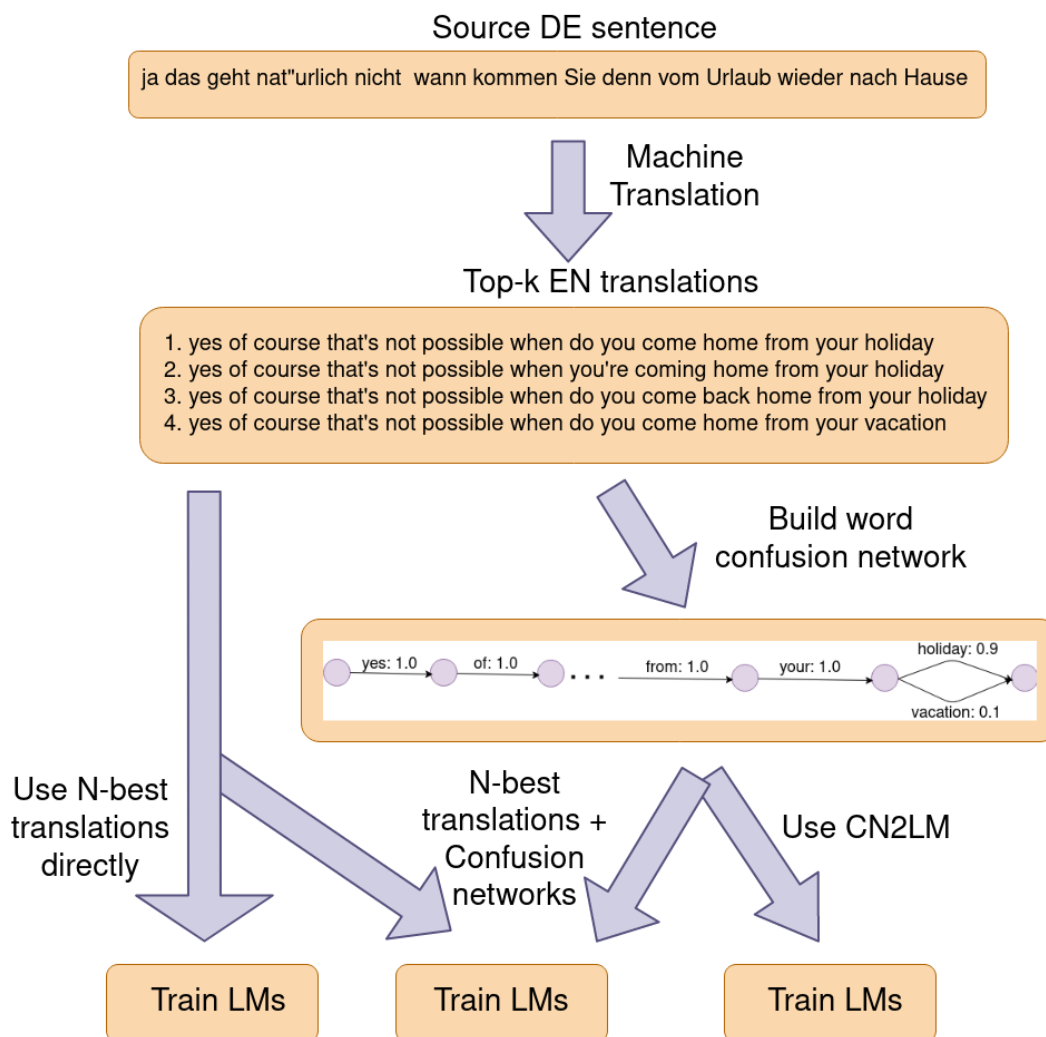 Source DE sentence
ja das geht nat"urlich nicht  wann kommen Sie denn vom Urlaub wieder nach Hause
Machine
Translation
Top-k EN translations
1. yes of course that's not possible when do you come home from your holiday
2. yes of course that's not possible when you're coming home from your holiday
3. yes of course that's not possible when do you come back home from your holiday
4. yes of course that's not possible when do you come home from your vacation
Build word
confusion network
yes: 1.0
of: 1.0
...
from: 1.0
your: 1.0
holiday: 0.9
vacation: 0.1
Use N-best
translations
directly
N-best
translations +
Confusion
networks
Use CN2LM
Train LMs
Train LMs
Train LMs